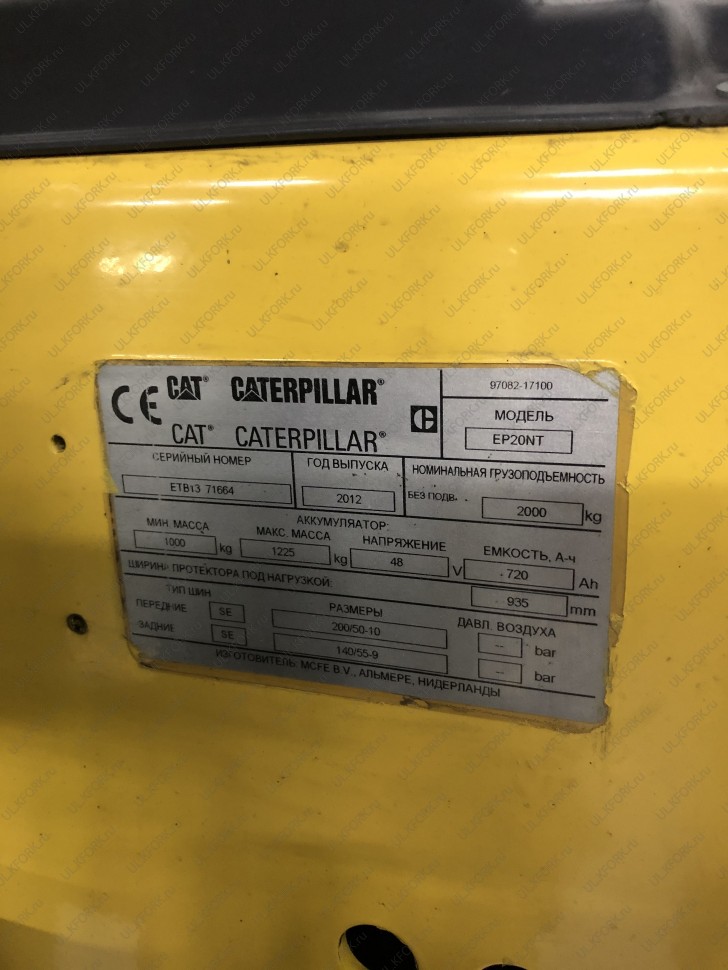 CE CAT® CATERPILLAR®
CAT® CATERPILLAR®
97082-17100
МОДЕЛЬ
EP20NT
СЕРИЙНЫЙ НОМЕР
ETB13 71664
ГОД ВЫПУСКА
2012
НОМИНАЛЬНАЯ ГРУЗОПОДЪЕМНОСТЬ
БЕЗ ПОДВ. 2000 kg
АККУМУЛЯАТОР:
МИН. МАССА МАКС. МАССА НАПРЯЖЕНИЕ ЕМКОСТЬ, А-Ч
1000 kg 1225 kg 48 V 720 Ah
ШИРИНА ПРОТЕКТОРА ПОД НАГРУЗКОЙ: 935 mm
ТИП ШИН РАЗМЕРЫ ДАВЛ. ВОЗДУХА
ПЕРЕДНИЕ SE 200/50-10 -- bar
ЗАДНИЕ SE 140/55-9 -- bar
ИЗГОТОВИТЕЛЬ: MCFE B.V., АЛЬМЕРЕ, НИДЕРЛАНДЫ
ULKFORK.ru